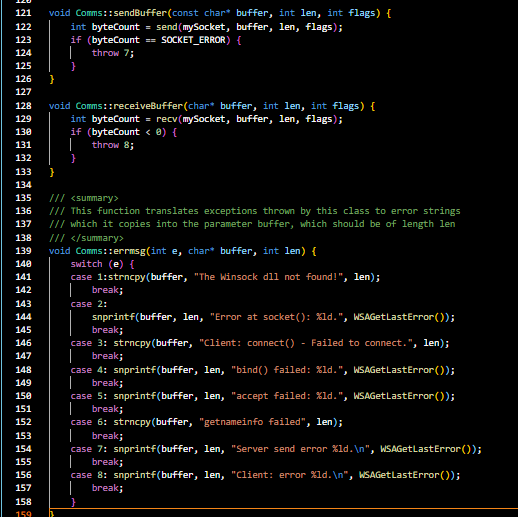 121 void Comms::sendBuffer(const char* buffer, int len, int flags) {
122     int byteCount = send(mySocket, buffer, len, flags);
123     if (byteCount == SOCKET_ERROR) {
124         throw 7;
125     }
126 }
127
128 void Comms::receiveBuffer(char* buffer, int len, int flags) {
129     int byteCount = recv(mySocket, buffer, len, flags);
130     if (byteCount < 0) {
131         throw 8;
132     }
133 }
134
135 /// <summary>
136 /// This function translates exceptions thrown by this class to error strings
137 /// which it copies into the parameter buffer, which should be of length len
138 /// </summary>
139 void Comms::errmsg(int e, char* buffer, int len) {
140     switch (e) {
141     case 1:strncpy(buffer, "The Winsock dll not found!", len);
142         break;
143     case 2:
144         snprintf(buffer, len, "Error at socket(): %ld.", WSAGetLastError());
145         break;
146     case 3: strncpy(buffer, "Client: connect() - Failed to connect.", len);
147         break;
148     case 4: snprintf(buffer, len, "bind() failed: %ld.", WSAGetLastError());
149         break;
150     case 5: snprintf(buffer, len, "accept failed: %ld.", WSAGetLastError());
151         break;
152     case 6: strncpy(buffer, "getnameinfo failed", len);
153         break;
154     case 7: snprintf(buffer, len, "Server send error %ld.\n", WSAGetLastError());
155         break;
156     case 8: snprintf(buffer, len, "Client: error %ld.\n", WSAGetLastError());
157         break;
158     }
159 }